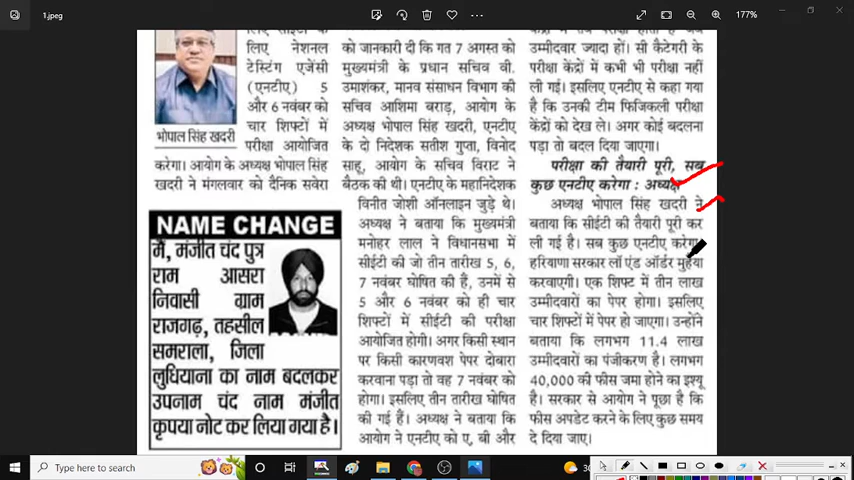 1.jpeg
177%
लिए सीईटी के
लिए नेशनल
टेस्टिंग एजेंसी
(एनटीए) 5
और 6 नवंबर को
चार शिफ्टों में
भोपाल सिंह खदरी
परीक्षा आयोजित
करेगा। आयोग के अध्यक्ष भोपाल सिंह
खदरी ने मंगलवार को दैनिक सवेरा
NAME CHANGE
मैं, मंजीत चंद पुत्र
राम आसरा
निवासी ग्राम
राजगढ़, तहसील
समराला, जिला
लुधियाना का नाम बदलकर
उपनाम चंद नाम मंजीत
कृपया नोट कर लिया गया है।
को जानकारी दी कि गत 7 अगस्त को
मुख्यमंत्री के प्रधान सचिव वी.
उमाशंकर, मानव संसाधन विभाग की
सचिव आशिमा बराड़, आयोग के
अध्यक्ष भोपाल सिंह खदरी, एनटीए
के दो निदेशक सतीश गुप्ता, विनोद
साहू, आयोग के सचिव विराट ने
बैठक की थी। एनटीए के महानिदेशक
विनीत जोशी ऑनलाइन जुड़े थे।
अध्यक्ष ने बताया कि मुख्यमंत्री
मनोहर लाल ने विधानसभा में
सीईटी की जो तीन तारीख 5, 6,
7 नवंबर घोषित की हैं, उनमें से
5 और 6 नवंबर को ही चार
शिफ्टों में सीईटी की परीक्षा
आयोजित होगी। अगर किसी स्थान
पर किसी कारणवश पेपर दोबारा
करवाना पड़ा तो वह 7 नवंबर को
होगा। इसलिए तीन तारीख घोषित
की गई हैं। अध्यक्ष ने बताया कि
आयोग ने एनटीए को ए, बी और
उम्मीदवार ज्यादा हों। सी कैटेगरी के
परीक्षा केंद्रों में कभी भी परीक्षा नहीं
ली गई। इसलिए एनटीए से कहा गया
है कि उनकी टीम फिजिकली परीक्षा
केंद्रों को देख ले। अगर कोई बदलना
पड़ा तो बदल दिया जाएगा।
परीक्षा की तैयारी पूरी, सब
कुछ एनटीए करेगा : अध्यक्ष
अध्यक्ष भोपाल सिंह खदरी ने
बताया कि सीईटी की तैयारी पूरी कर
ली गई है। सब कुछ एनटीए करेगा,
हरियाणा सरकार लॉ एंड ऑर्डर मुहैया
करवाएगी। एक शिफ्ट में तीन लाख
उम्मीदवारों का पेपर होगा। इसलिए
चार शिफ्टों में पेपर हो जाएगा। उन्होंने
बताया कि लगभग 11.4 लाख
उम्मीदवारों का पंजीकरण है। लगभग
40,000 की फीस जमा होने का इश्यू
है। सरकार से आयोग ने पूछा है कि
फीस अपडेट करने के लिए कुछ समय
दे दिया जाए।
Type here to search
30